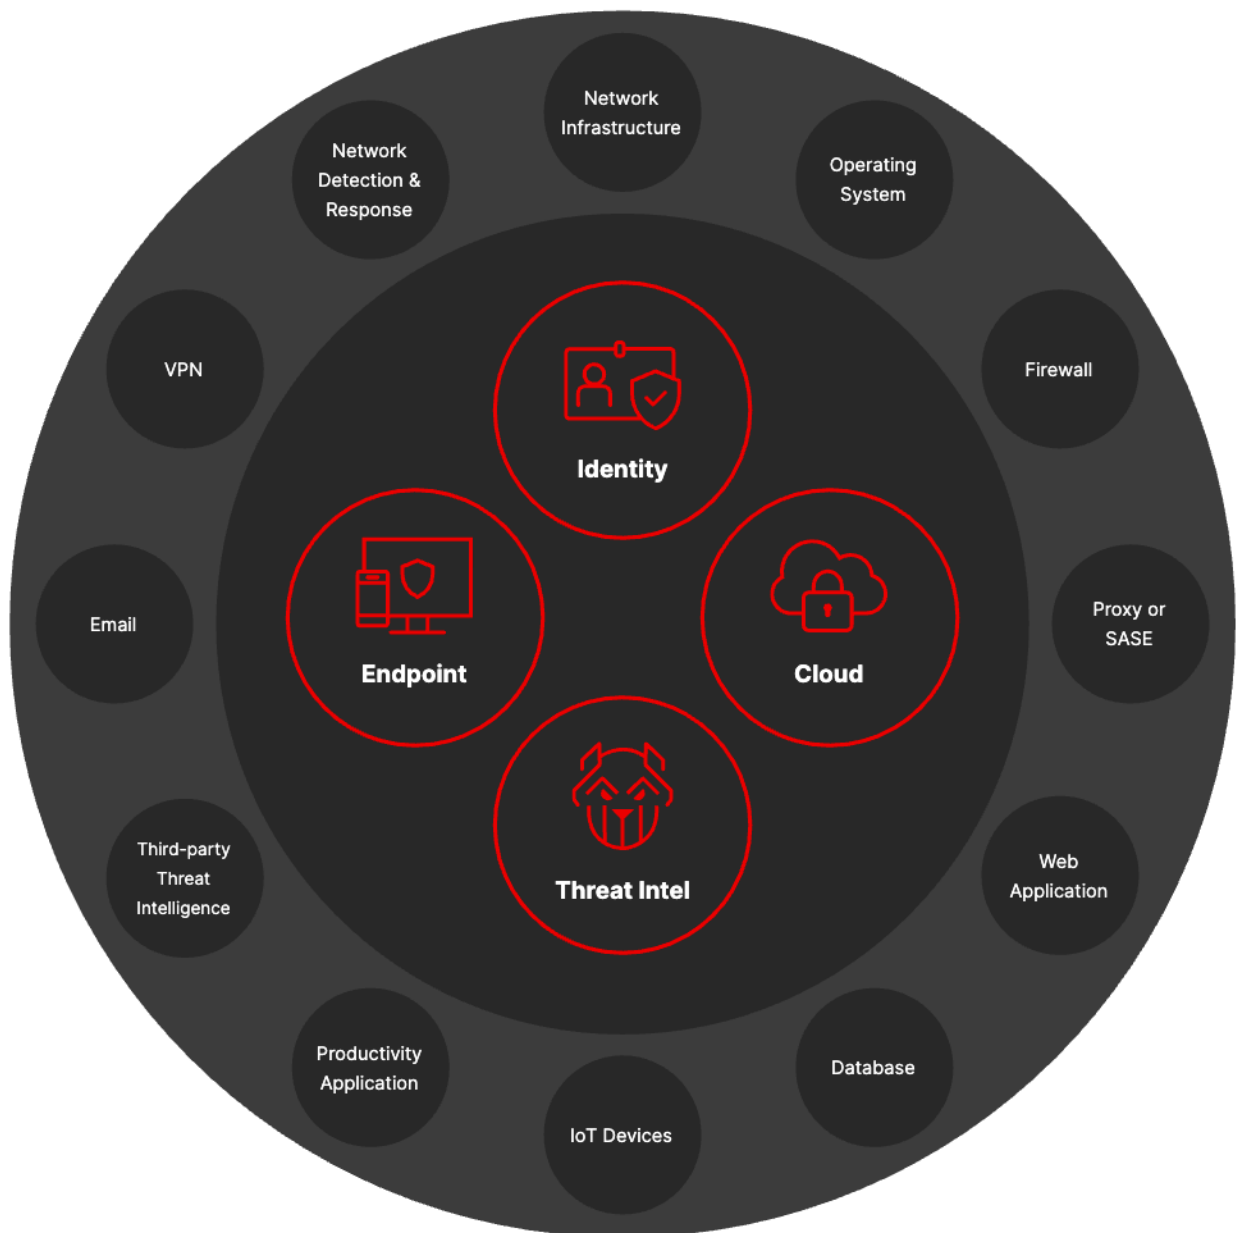 Network
Infrastructure
Operating
System
Firewall
Proxy or
SASE
Web
Application
Database
IoT Devices
Productivity
Application
Third-party
Threat
Intelligence
Email
VPN
Network
Detection &
Response
Identity
Cloud
Threat Intel
Endpoint